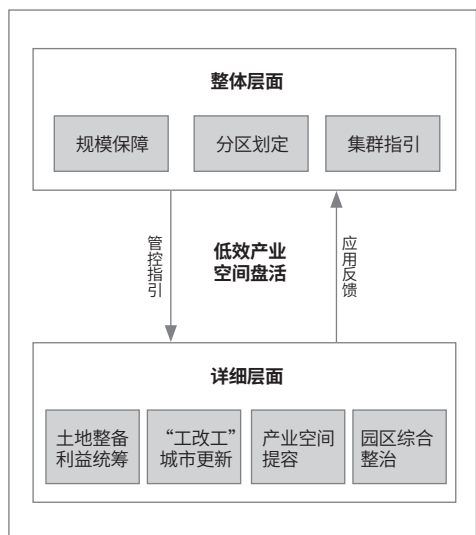 整体层面
规模保障
分区划定
集群指引
管控指引
低效产业
空间盘活
应用反馈
详细层面
土地整备
利益统筹
“工改工”
城市更新
产业空间
提容
园区综合
整治